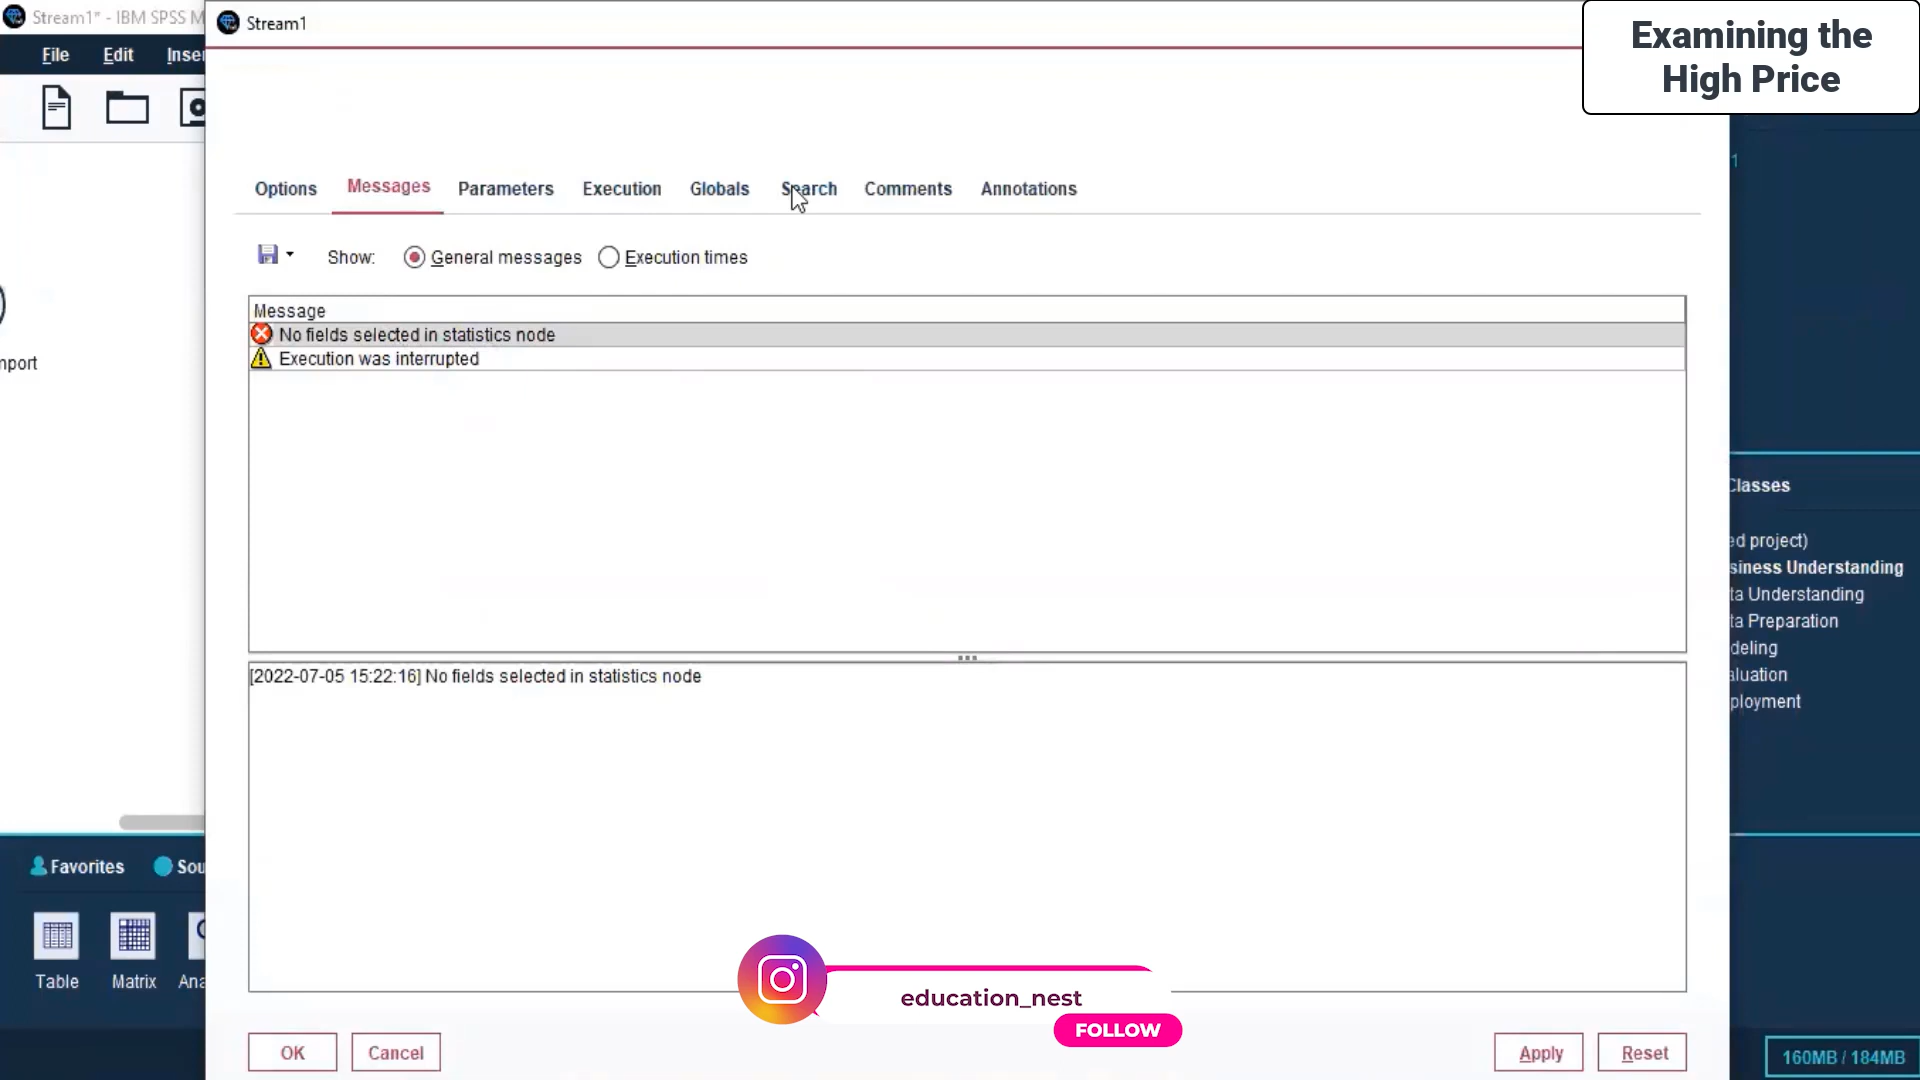 Stream1* - IBM SPSS M
Stream1
Examining the
High Price
File Edit Inser
Options Messages Parameters Execution Globals Search Comments Annotations
Show: General messages Execution times
Message
No fields selected in statistics node
Execution was interrupted
nport
1
Classes
ed project)
siness Understanding
ta Understanding
ta Preparation
deling
aluation
ployment
[2022-07-05 15:22:16] No fields selected in statistics node
Favorites Sou
Table Matrix Ana
education_nest
FOLLOW
OK Cancel Apply Reset
160MB / 184MB